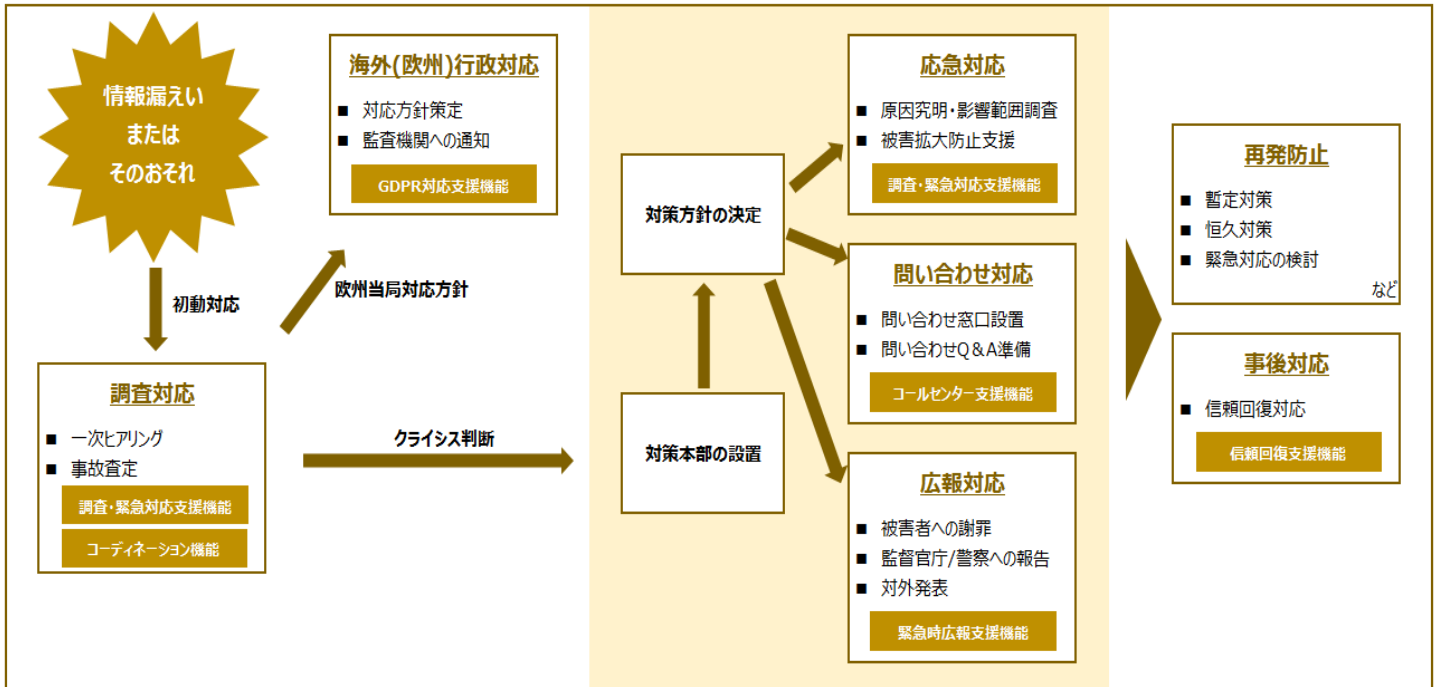 情報漏えい
または
そのおそれ
初動対応
調査対応
■ 一次ヒアリング
■ 事故査定
調査・緊急対応支援機能
コーディネーション機能
海外(欧州)行政対応
■ 対応方針策定
■ 監査機関への通知
GDPR対応支援機能
欧州当局対応方針
クライシス判断
対策本部の設置
対策方針の決定
応急対応
■ 原因究明・影響範囲調査
■ 被害拡大防止支援
調査・緊急対応支援機能
問い合わせ対応
■ 問い合わせ窓口設置
■ 問い合わせQ&A準備
コールセンター支援機能
広報対応
■ 被害者への謝罪
■ 監督官庁/警察への報告
■ 対外発表
緊急時広報支援機能
再発防止
■ 暫定対策
■ 恒久対策
■ 緊急対応の検討
など
事後対応
■ 信頼回復対応
信頼回復支援機能